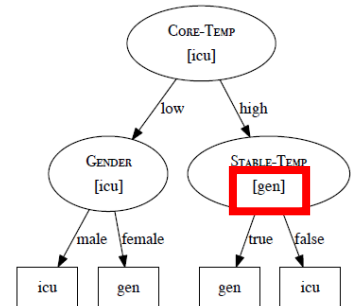 CORE-TEMP
[icu]
low high
GENDER STABLE-TEMP
[icu] [gen]
male female true false
icu gen gen icu